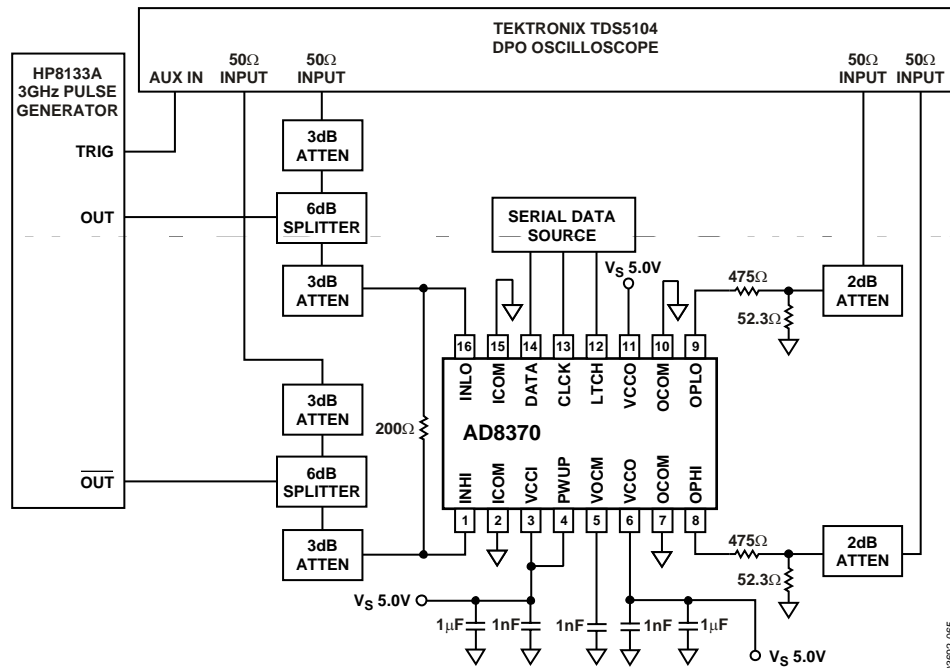 TEKTRONIX TDS5104
DPO OSCILLOSCOPE
HP8133A
3GHz PULSE
GENERATOR
TRIG
OUT
OUT
AUX IN
50Ω
INPUT
50Ω
INPUT
50Ω
INPUT
50Ω
INPUT
3dB
ATTEN
6dB
SPLITTER
3dB
ATTEN
SERIAL DATA
SOURCE
VS 5.0V
475Ω
52.3Ω
2dB
ATTEN
16
15
14
13
12
11
10
9
INLO
ICOM
DATA
CLCK
LTCH
VCCO
OCOM
OPLO
AD8370
200Ω
3dB
ATTEN
6dB
SPLITTER
3dB
ATTEN
INHI
ICOM
VCCI
PWUP
VOCM
VCCO
OCOM
OPHI
1
2
3
4
5
6
7
8
475Ω
52.3Ω
2dB
ATTEN
VS 5.0V
1μF
1nF
1nF
1nF
1μF
VS 5.0V